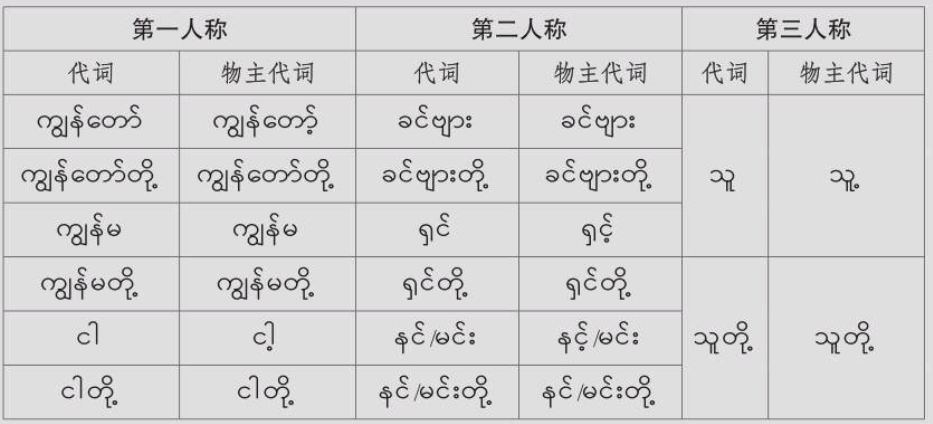 第一人称 第二人称 第三人称
代词 物主代词 代词 物主代词 代词 物主代词
ကျွန်တော် ကျွန်တော့် ခင်ဗျား ခင်ဗျား
ကျွန်တော်တို့ ကျွန်တော်တို့ ခင်ဗျားတို့ ခင်ဗျားတို့ သူ သူ့
ကျွန်မ ကျွန်မ ရှင် ရှင့်
ကျွန်မတို့ ကျွန်မတို့ ရှင်တို့ ရှင်တို့
ငါ ငါ့ နင်/မင်း နင့်/မင်း သူတို့ သူတို့
ငါတို့ ငါတို့ နင်/မင်းတို့ နင်/မင်းတို့